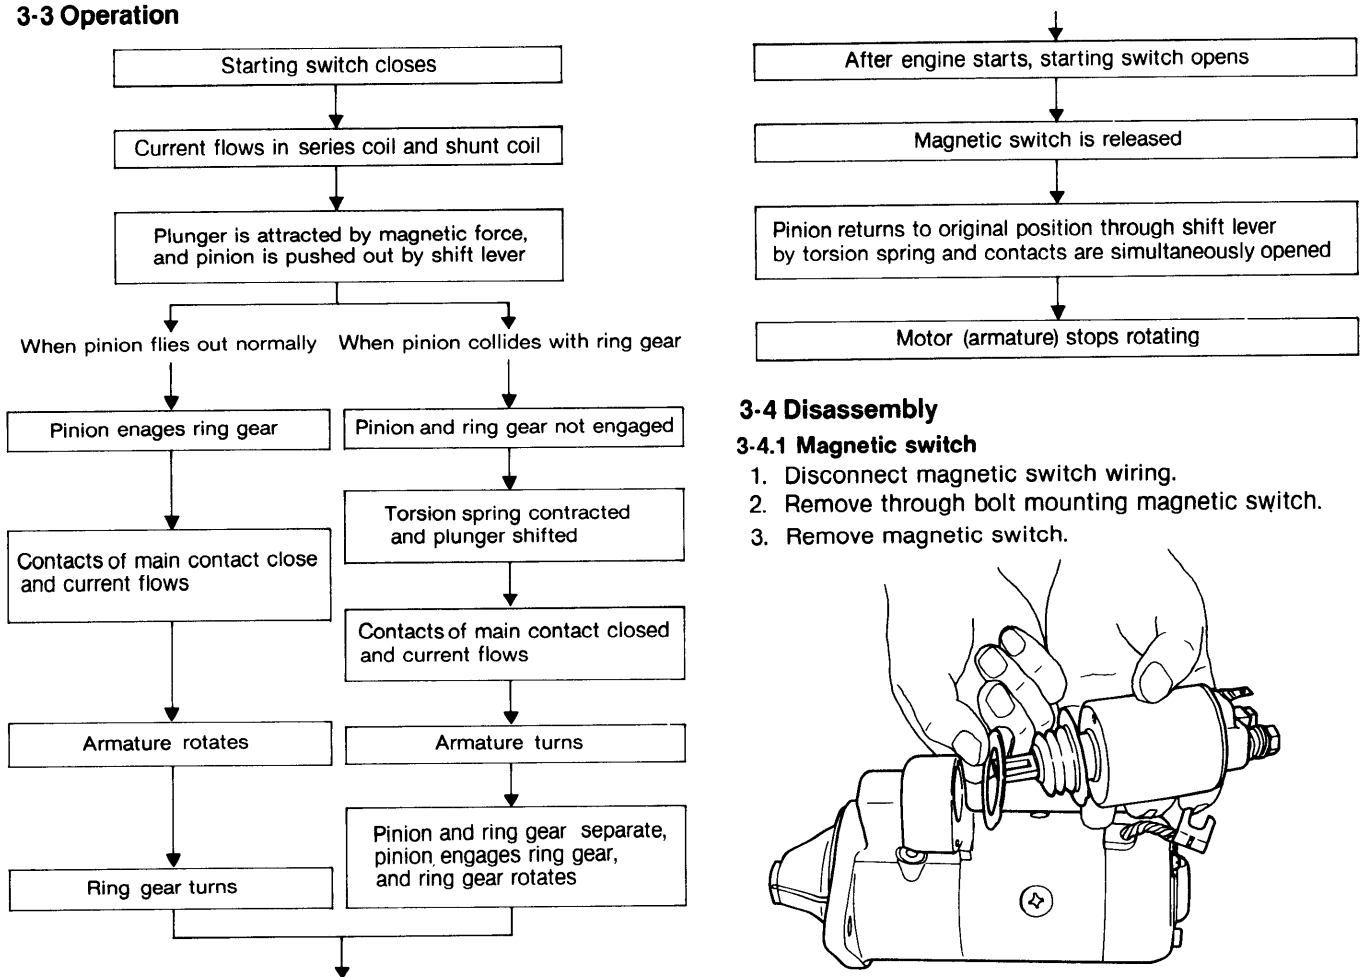 3-3 Operation
Starting switch closes
Current flows in series coil and shunt coil
Plunger is attracted by magnetic force,
and pinion is pushed out by shift lever
When pinion flies out normally
When pinion collides with ring gear
Pinion enages ring gear
Pinion and ring gear not engaged
Torsion spring contracted
and plunger shifted
Contacts of main contact close
and current flows
Contacts of main contact closed
and current flows
Armature rotates
Armature turns
Pinion and ring gear separate,
pinion engages ring gear,
and ring gear rotates
Ring gear turns
After engine starts, starting switch opens
Magnetic switch is released
Pinion returns to original position through shift lever
by torsion spring and contacts are simultaneously opened
Motor (armature) stops rotating
3-4 Disassembly
3-4.1 Magnetic switch
1. Disconnect magnetic switch wiring.
2. Remove through bolt mounting magnetic switch.
3. Remove magnetic switch.